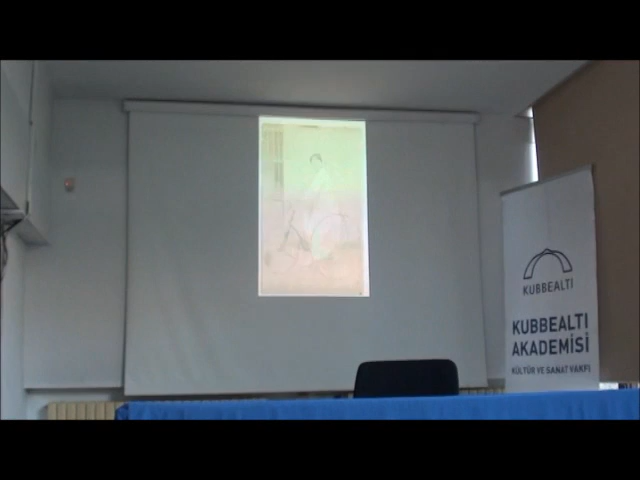 KUBBEALTI
KUBBEALTI
AKADEMİSİ
KÜLTÜR VE SANAT VAKFI